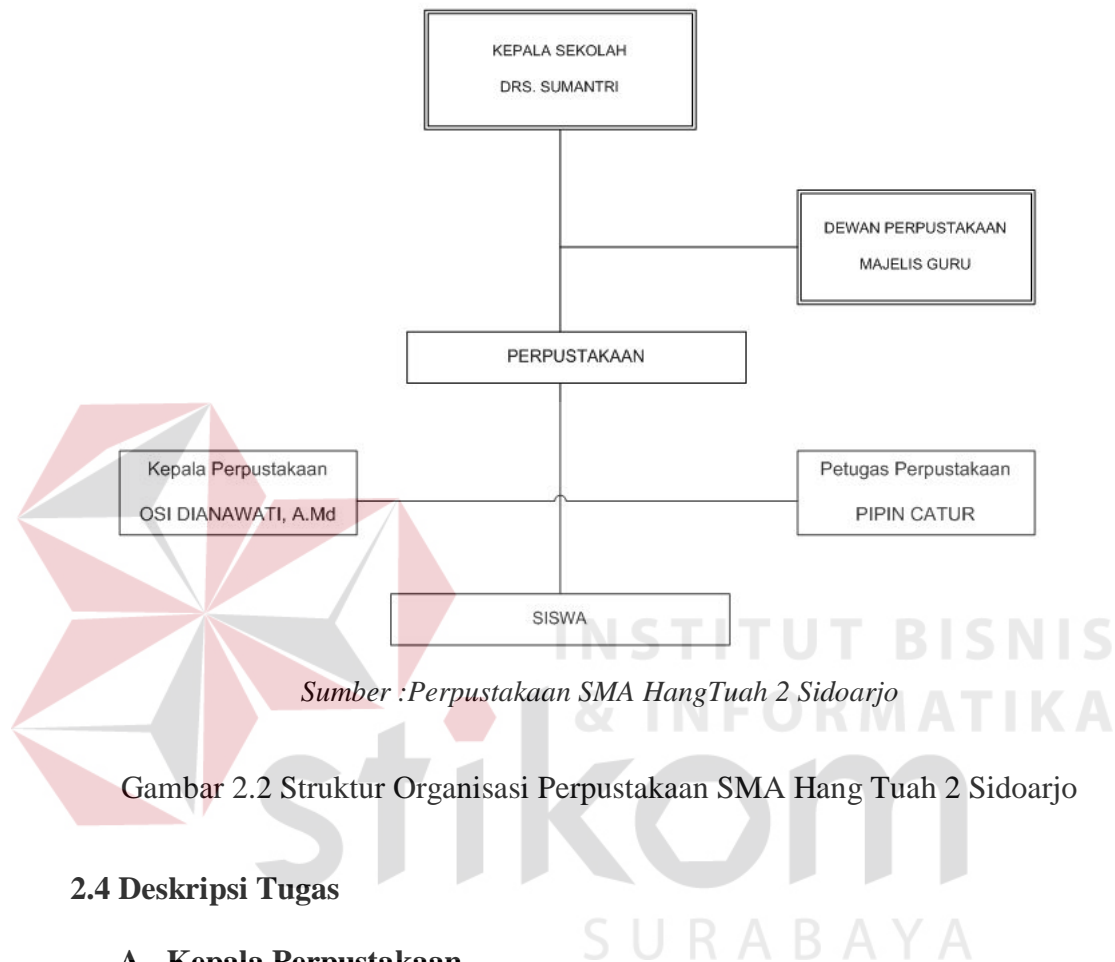 KEPALA SEKOLAH
DRS. SUMANTRI
DEWAN PERPUSTAKAAN
MAJELIS GURU
PERPUSTAKAAN
Kepala Perpustakaan
OSI DIANAWATI, A.Md
Petugas Perpustakaan
PIPIN CATUR
SISWA
INSTITUT BISNIS
& INFORMATIKA
Sumber :Perpustakaan SMA HangTuah 2 Sidoarjo
stikom
Gambar 2.2 Struktur Organisasi Perpustakaan SMA Hang Tuah 2 Sidoarjo
2.4 Deskripsi Tugas
SURABAYA
A. Kepala Perpustakaan